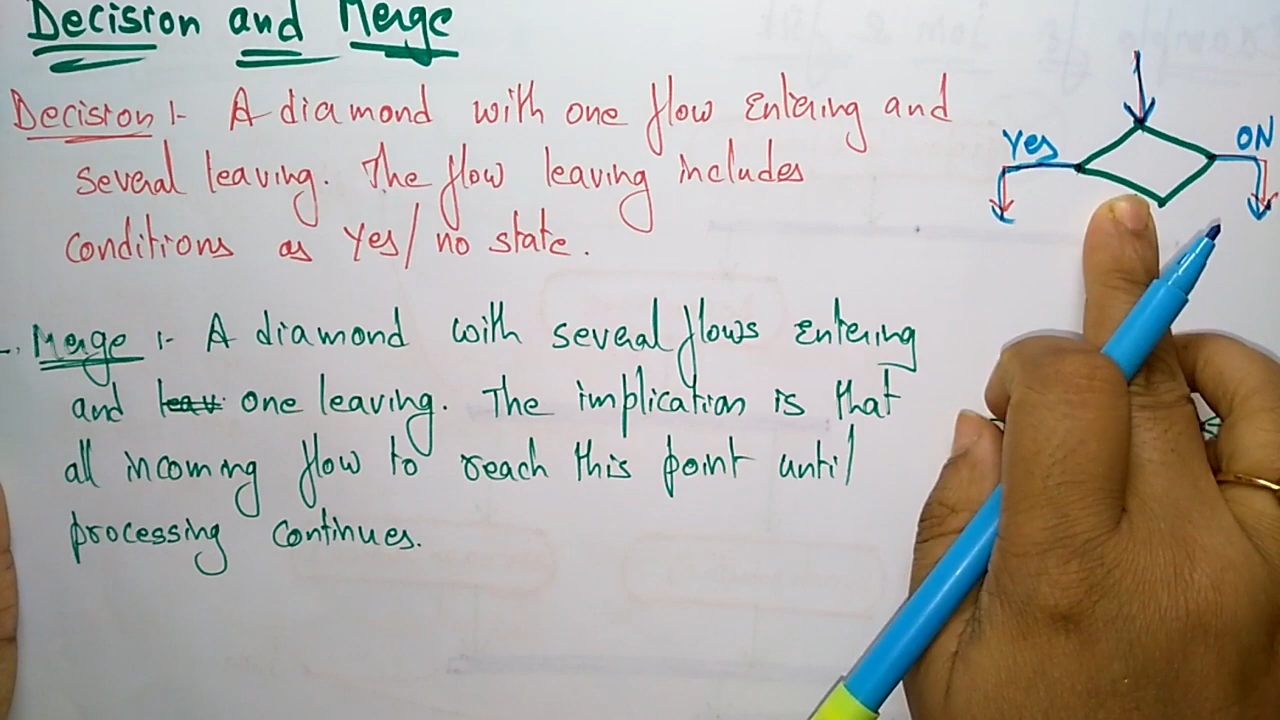 Decision and Merge
Decision :- A diamond with one flow Entering and
several leaving. The flow leaving includes
conditions as Yes/ no state.
Merge :- A diamond with several flows Entering
and one leaving. The implication is that
all incoming flow to reach this point until
processing continues.
Yes
ON